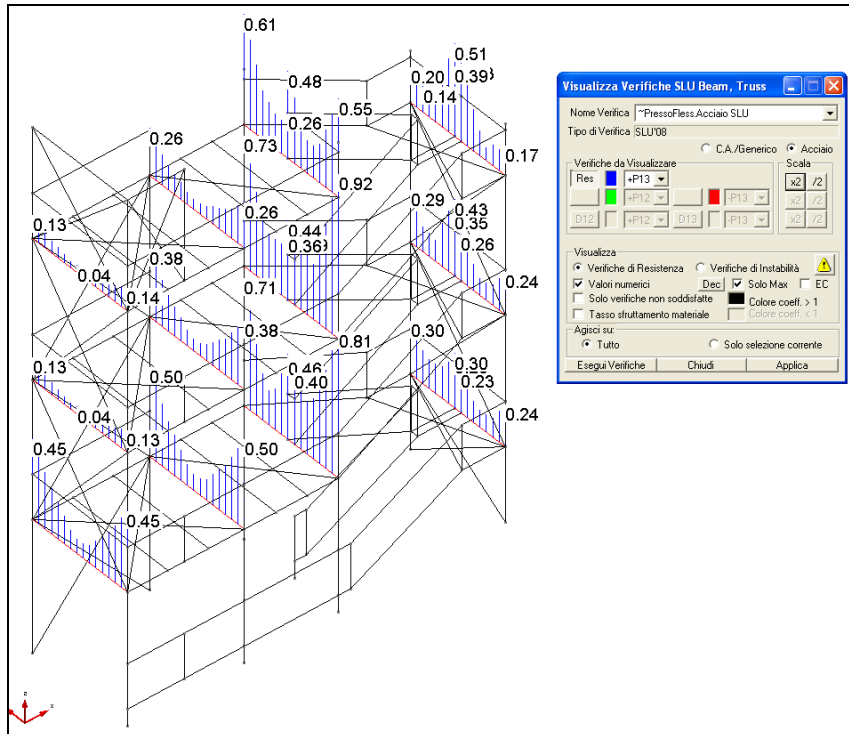 0.61
0.51
0.48
0.20
0.39
0.14
0.55
0.26
0.26
0.73
0.17
0.92
0.29
0.43
0.13
0.26
0.44
0.35
0.36
0.26
0.38
0.04
0.71
0.24
0.14
0.38
0.81
0.30
0.13
0.50
0.46
0.30
0.40
0.23
0.04
0.24
0.45
0.13
0.50
0.45
z
x
Visualizza Verifiche SLU Beam, Truss
Nome Verifica ~PressoFless.Acciaio SLU
Tipo di Verifica SLU'08
C.A./Generico Acciaio
Verifiche da Visualizzare Scala
Res +P13 x2 /2
+P12 -P13 x2 /2
D12 +P12 D13 -P13 x2 /2
Visualizza
Verifiche di Resistenza Verifiche di Instabilità
Valori numerici Dec Solo Max EC
Solo verifiche non soddisfatte Colore coeff. > 1
Tasso sfruttamento materiale Colore coeff. < 1
Agisci su:
Tutto Solo selezione corrente
Esegui Verifiche Chiudi Applica